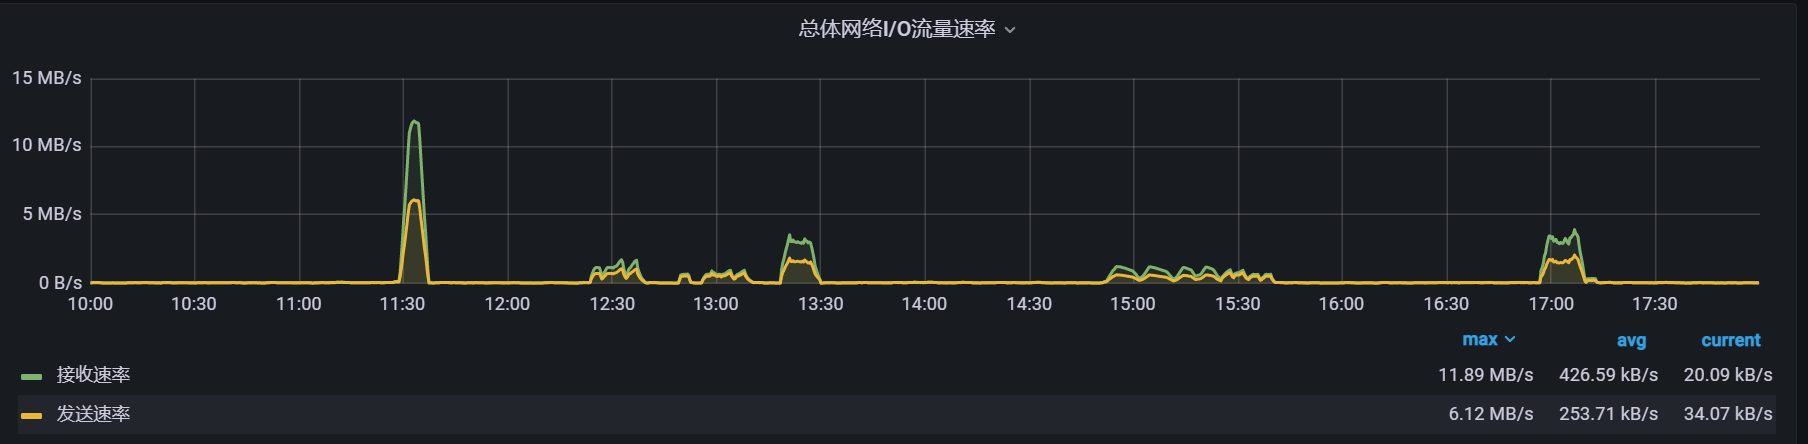 总体网络I/O流量速率
15 MB/s
10 MB/s
5 MB/s
0 B/s
10:00 10:30 11:00 11:30 12:00 12:30 13:00 13:30 14:00 14:30 15:00 15:30 16:00 16:30 17:00 17:30
max avg current
接收速率 11.89 MB/s 426.59 kB/s 20.09 kB/s
发送速率 6.12 MB/s 253.71 kB/s 34.07 kB/s